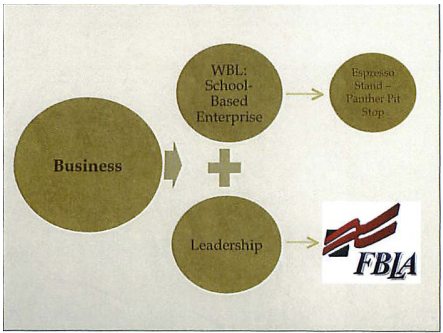 Business
WBL:
School-
Based
Enterprise
Espresso
Stand –
Panther Pit
Stop
Leadership
FBLA